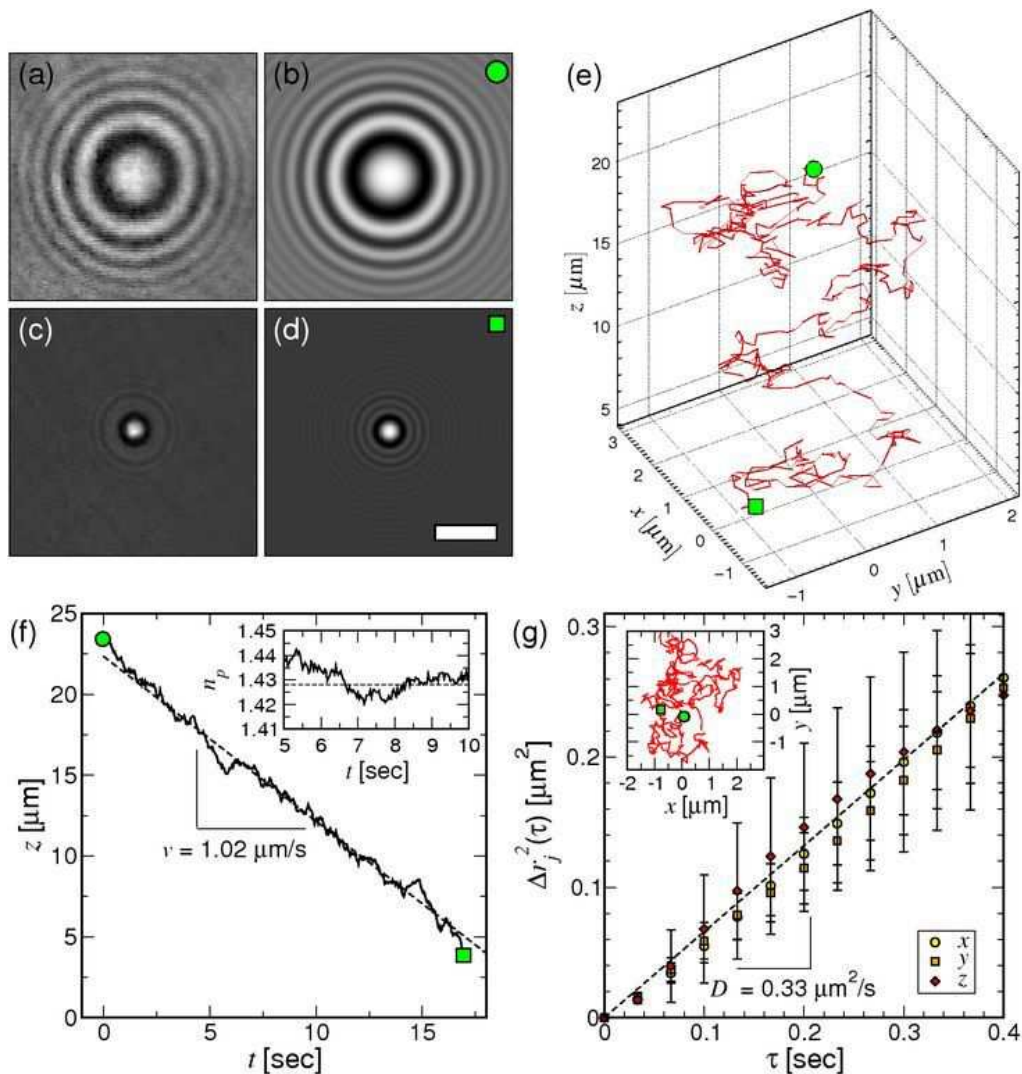 (a)
(b)
(c)
(d)
(e)
20
15
10
5
z [μm]
3
2
1
0
−1
x [μm]
−1
0
1
2
y [μm]
(f)
25
20
15
10
5
0
z [μm]
0
5
10
15
t [sec]
v = 1.02 μm/s
1.45
1.44
1.43
1.42
1.41
n_p
5 6 7 8 9 10
t [sec]
(g)
0.3
0.2
0.1
0
Δr_j^2(τ) [μm^2]
0
0.1
0.2
0.3
0.4
τ [sec]
3
2
1
0
-1
y [μm]
-2 -1 0 1 2
x [μm]
D = 0.33 μm^2/s
x
y
z